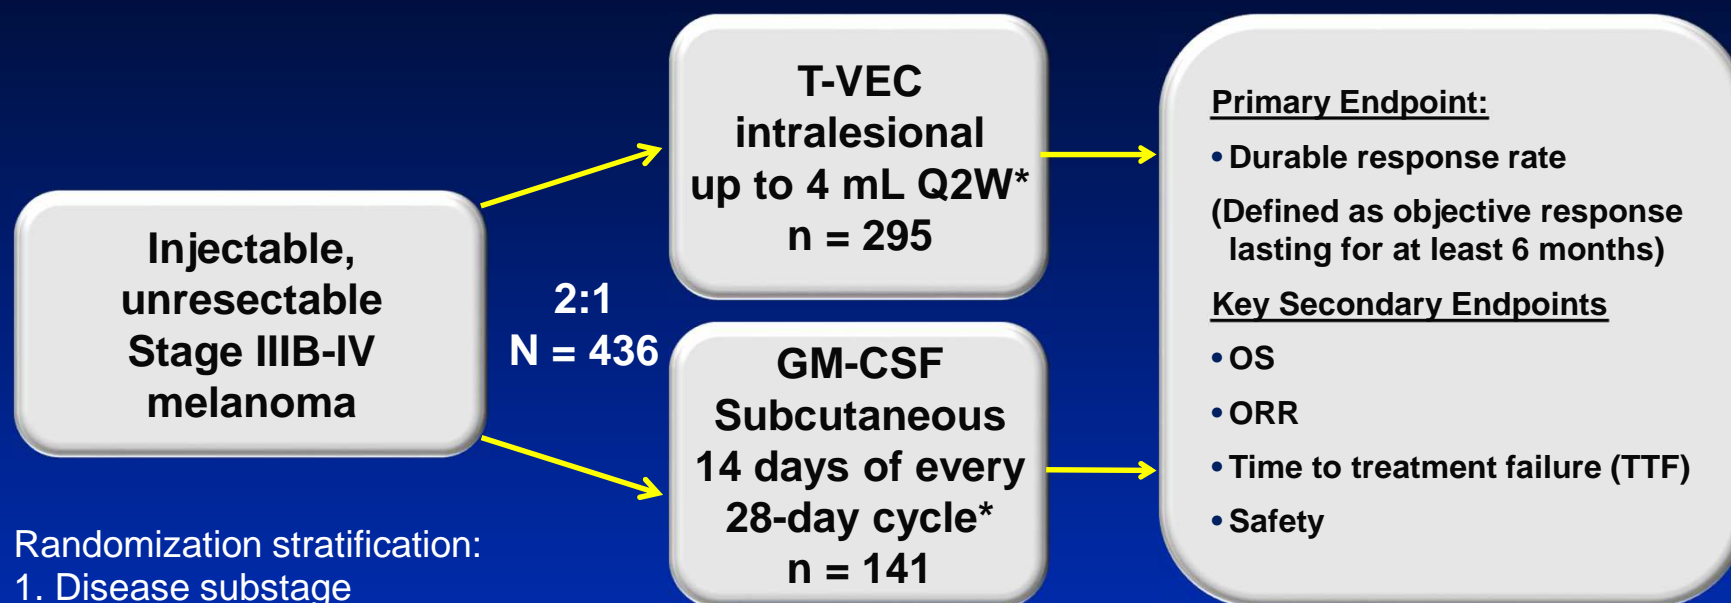 Injectable,
unresectable
Stage IIIB-IV
melanoma
2:1
N = 436
T-VEC
intralesional
up to 4 mL Q2W*
n = 295
GM-CSF
Subcutaneous
14 days of every
28-day cycle*
n = 141
Primary Endpoint:
• Durable response rate
(Defined as objective response
lasting for at least 6 months)
Key Secondary Endpoints
• OS
• ORR
• Time to treatment failure (TTF)
• Safety
Randomization stratification:
1. Disease substage